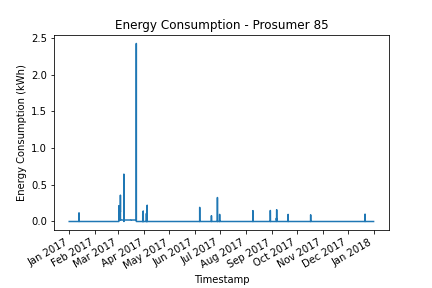 Energy Consumption - Prosumer 85
Energy Consumption (kWh)
2.5
2.0
1.5
1.0
0.5
0.0
Jan 2017
Feb 2017
Mar 2017
Apr 2017
May 2017
Jun 2017
Jul 2017
Aug 2017
Sep 2017
Oct 2017
Nov 2017
Dec 2017
Jan 2018
Timestamp